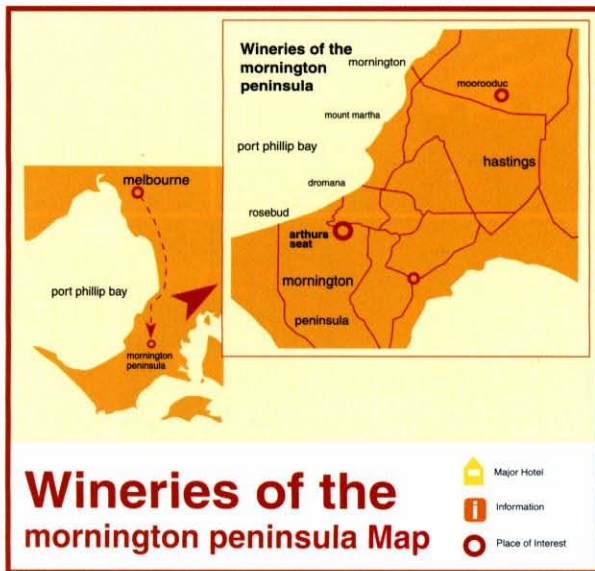 Wineries of the
mornington
peninsula
mornington
moorooduc
mount martha
port phillip bay
hastings
dromana
rosebud
arthurs
seat
mornington
peninsula
melbourne
port phillip bay
mornington
peninsula
Wineries of the
mornington peninsula Map
Major Hotel
i
Information
Place of Interest